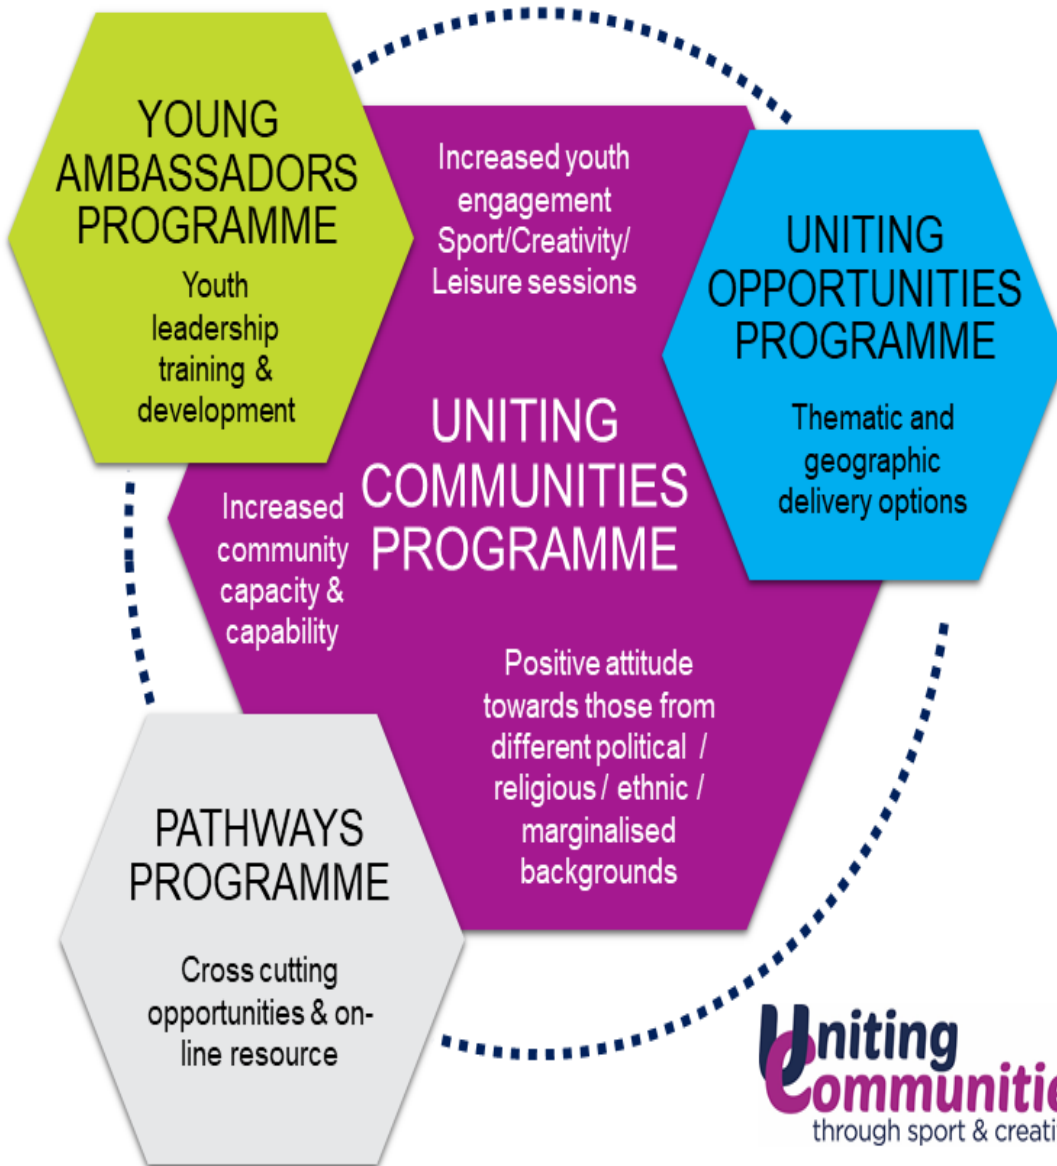 YOUNG
AMBASSADORS
PROGRAMME
Youth
leadership
training &
development
Increased youth
engagement
Sport/Creativity/
Leisure sessions
UNITING
OPPORTUNITIES
PROGRAMME
Thematic and
geographic
delivery options
UNITING
COMMUNITIES
PROGRAMME
Increased
community
capacity &
capability
Positive attitude
towards those from
different political /
religious / ethnic /
marginalised
backgrounds
PATHWAYS
PROGRAMME
Cross cutting
opportunities & on-
line resource
Uniting
Communitie
through sport & creati